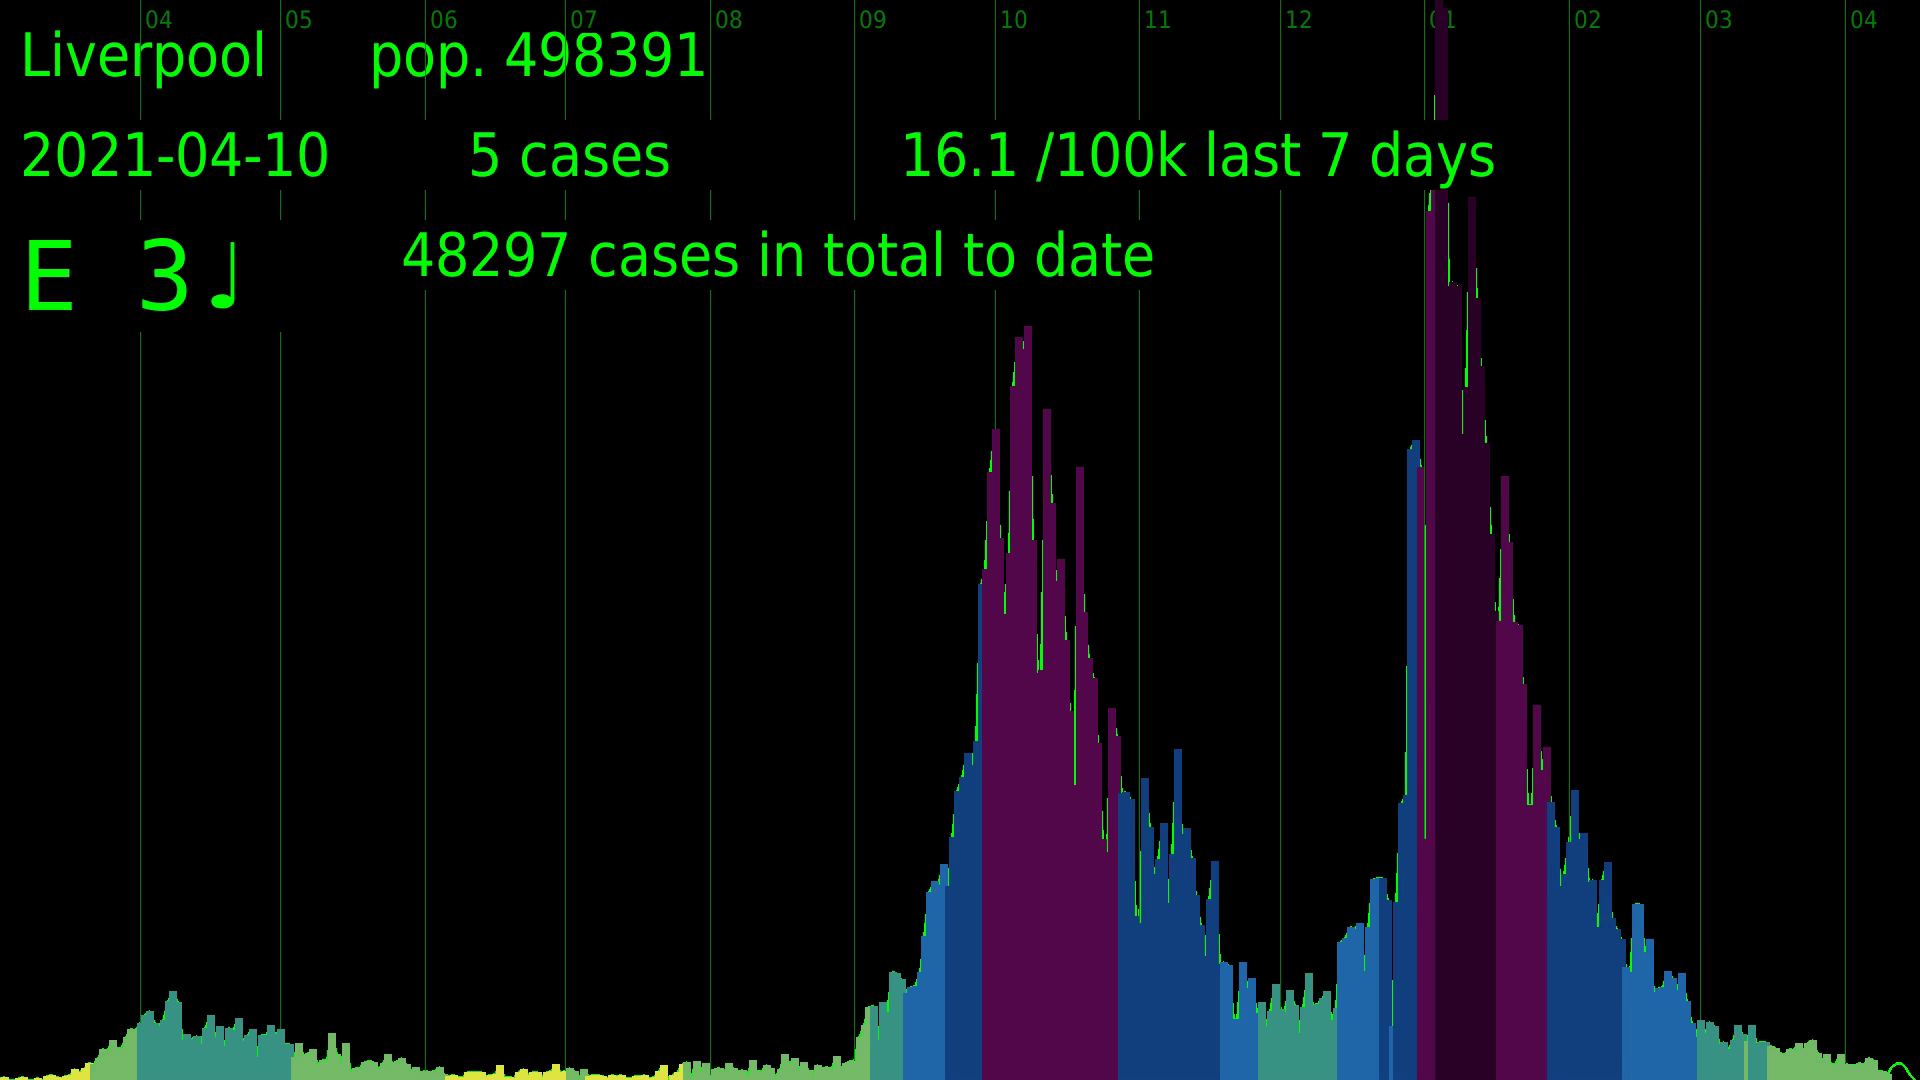 04 05 06 07 08 09 10 11 12 01 02 03 04
Liverpool pop. 498391
2021-04-10 5 cases 16.1 /100k last 7 days
E 3♩ 48297 cases in total to date